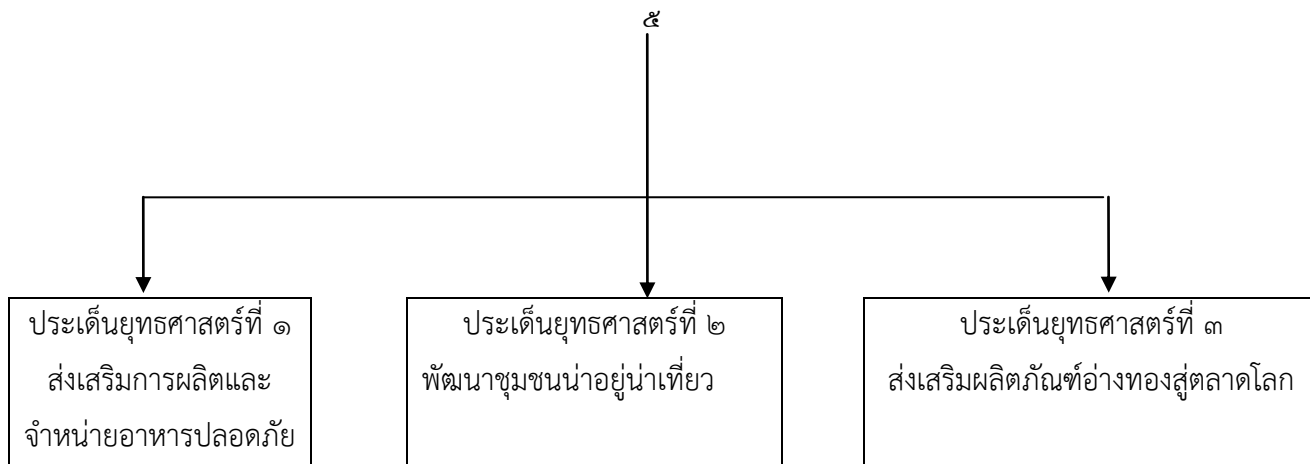 ๕
ประเด็นยุทธศาสตร์ที่ ๑
ส่งเสริมการผลิตและ
จำหน่ายอาหารปลอดภัย
ประเด็นยุทธศาสตร์ที่ ๒
พัฒนาชุมชนน่าอยู่น่าเที่ยว
ประเด็นยุทธศาสตร์ที่ ๓
ส่งเสริมผลิตภัณฑ์อ่างทองสู่ตลาดโลก